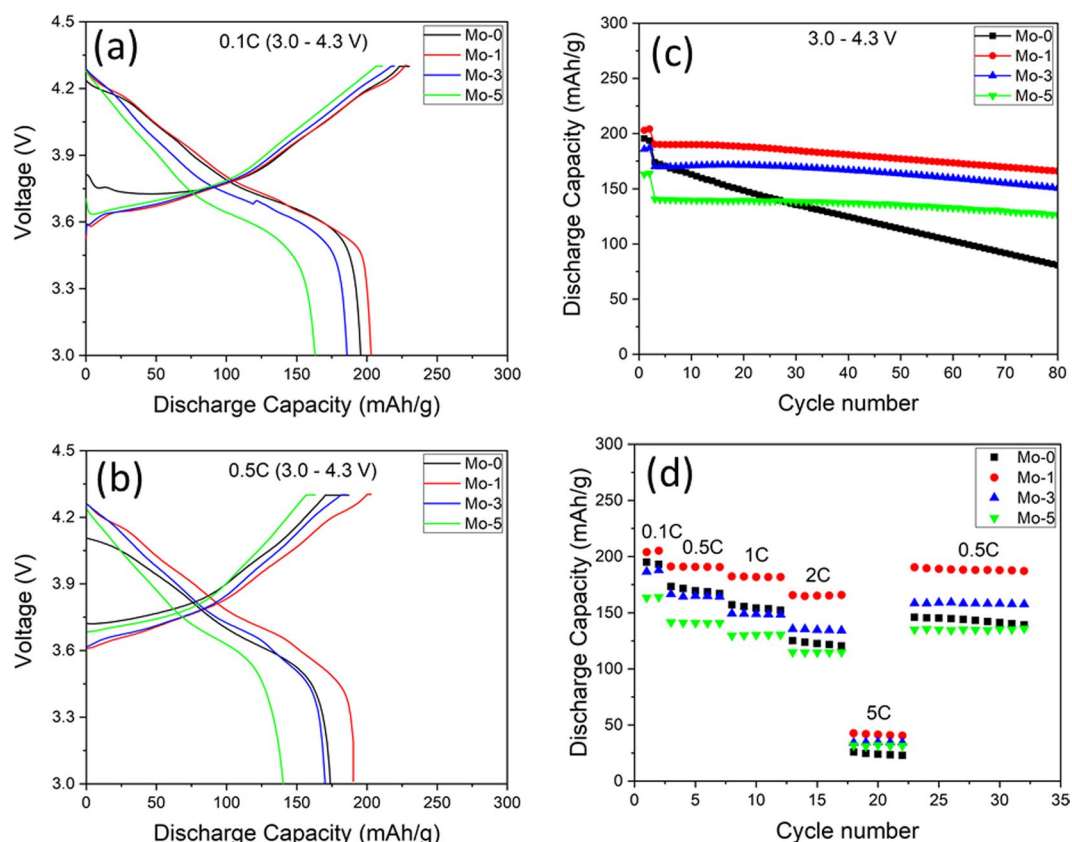 (a)
0.1C (3.0 - 4.3 V)
Mo-0
Mo-1
Mo-3
Mo-5
4.5
4.2
3.9
3.6
3.3
3.0
Voltage (V)
0 50 100 150 200 250 300
Discharge Capacity (mAh/g)
(b)
0.5C (3.0 - 4.3 V)
Mo-0
Mo-1
Mo-3
Mo-5
4.5
4.2
3.9
3.6
3.3
3.0
Voltage (V)
0 50 100 150 200 250 300
Discharge Capacity (mAh/g)
(c)
3.0 - 4.3 V
Mo-0
Mo-1
Mo-3
Mo-5
300
250
200
150
100
50
0
Discharge Capacity (mAh/g)
0 10 20 30 40 50 60 70 80
Cycle number
(d)
Mo-0
Mo-1
Mo-3
Mo-5
0.1C
0.5C
1C
2C
5C
0.5C
300
250
200
150
100
50
0
Discharge Capacity (mAh/g)
0 5 10 15 20 25 30 35
Cycle number